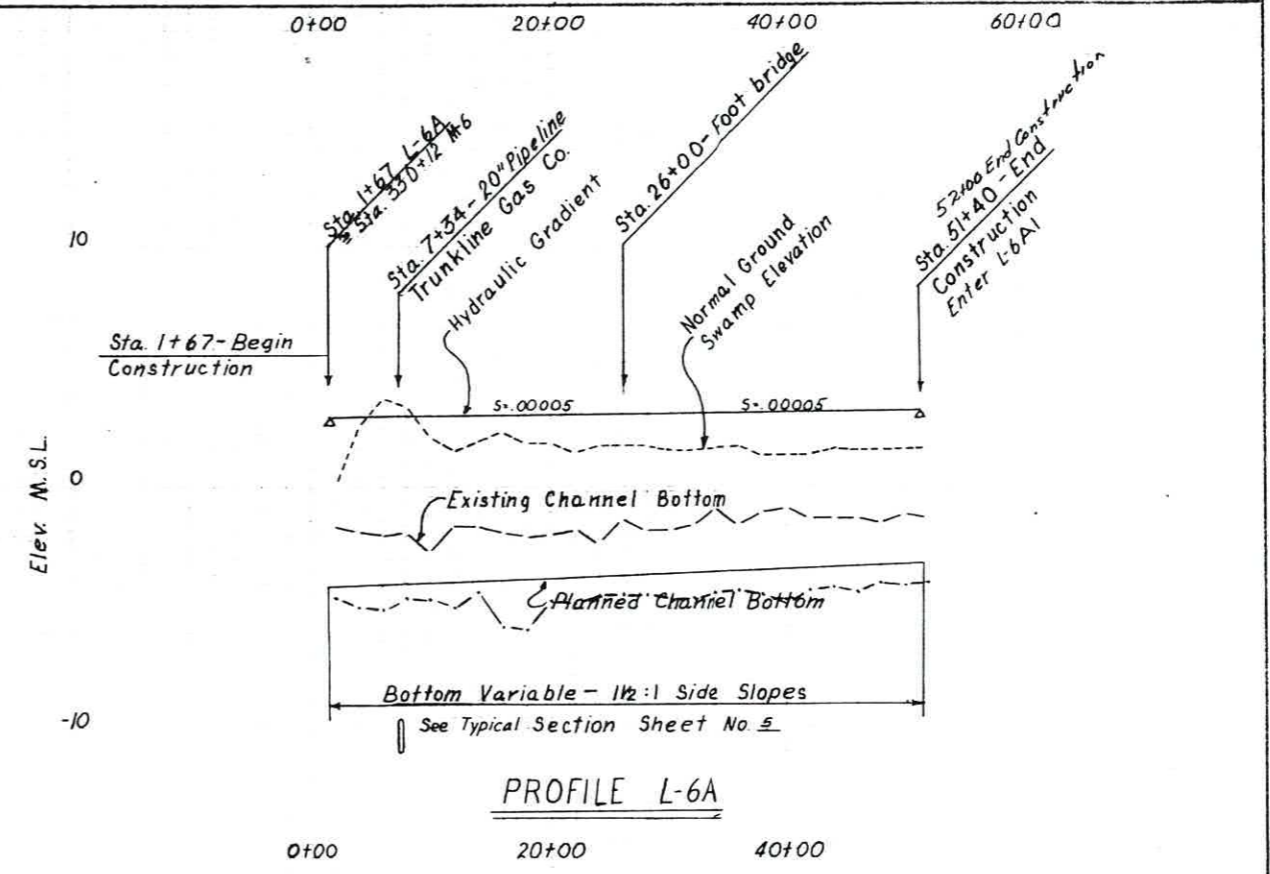 0+00 20+00 40+00 60+00
Sta. 1+67 L-6A
= Sta. 330+12 M-6
Sta. 7+34 - 20" Pipeline
Trunkline Gas Co.
Hydraulic Gradient
Sta. 26+00 - Foot bridge
Normal Ground
Swamp Elevation
52+00 End Construction
Sta. 51+40 - End
Construction
Enter L-6A1
10
Sta. 1+67 - Begin
Construction
S=.00005 S=.00005
Elev. M.S.L.
0
Existing Channel Bottom
Planned Channel Bottom
Bottom Variable - 1½:1 Side Slopes
-10
See Typical Section Sheet No. 5
PROFILE L-6A
0+00 20+00 40+00